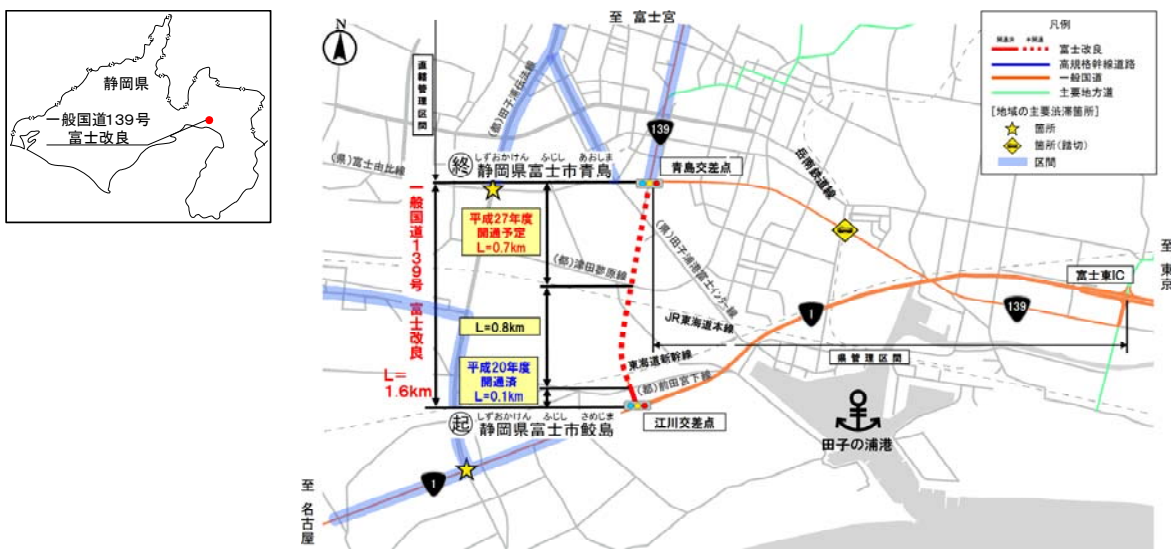 静岡県
一般国道139号
富士改良
至 富士宮
凡例
開通済 未開通
富士改良
高規格幹線道路
一般国道
主要地方道
[地域の主要渋滞箇所]
箇所
箇所(踏切)
区間
直轄管理区間
(都)田子浦伝法線
139
岳南鉄道線
(県)富士由比線
しずおかけん ふじし あおしま
終 静岡県富士市青島
青島交差点
一般国道139号 富士改良
L=
1.6km
平成27年度
開通予定
L=0.7km
(県)田子浦港富士インター線
(都)津田蓼原線
至 東京
富士東IC
1
139
L=0.8km
JR東海道本線
県管理区間
東海道新幹線
平成20年度
開通済
L=0.1km
(都)前田宮下線
しずおかけん ふじし さめじま
起 静岡県富士市鮫島
江川交差点
田子の浦港
1
至 名古屋